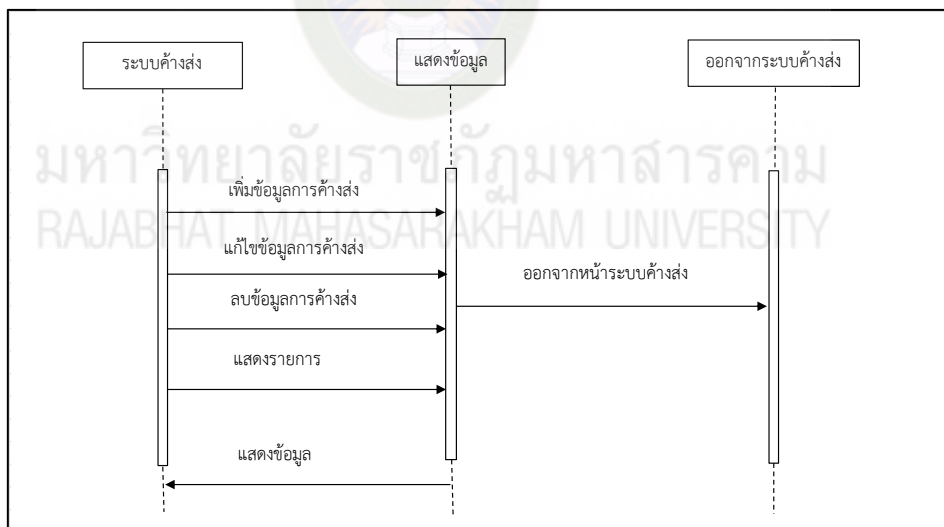 ระบบค้างส่ง
แสดงข้อมูล
ออกจากระบบค้างส่ง
มหาวิทยาลัยราชภัฏมหาสารคาม
RAJABHAT MAHASARAKHAM UNIVERSITY
เพิ่มข้อมูลการค้างส่ง
แก้ไขข้อมูลการค้างส่ง
ออกจากหน้าระบบค้างส่ง
ลบข้อมูลการค้างส่ง
แสดงรายการ
แสดงข้อมูล